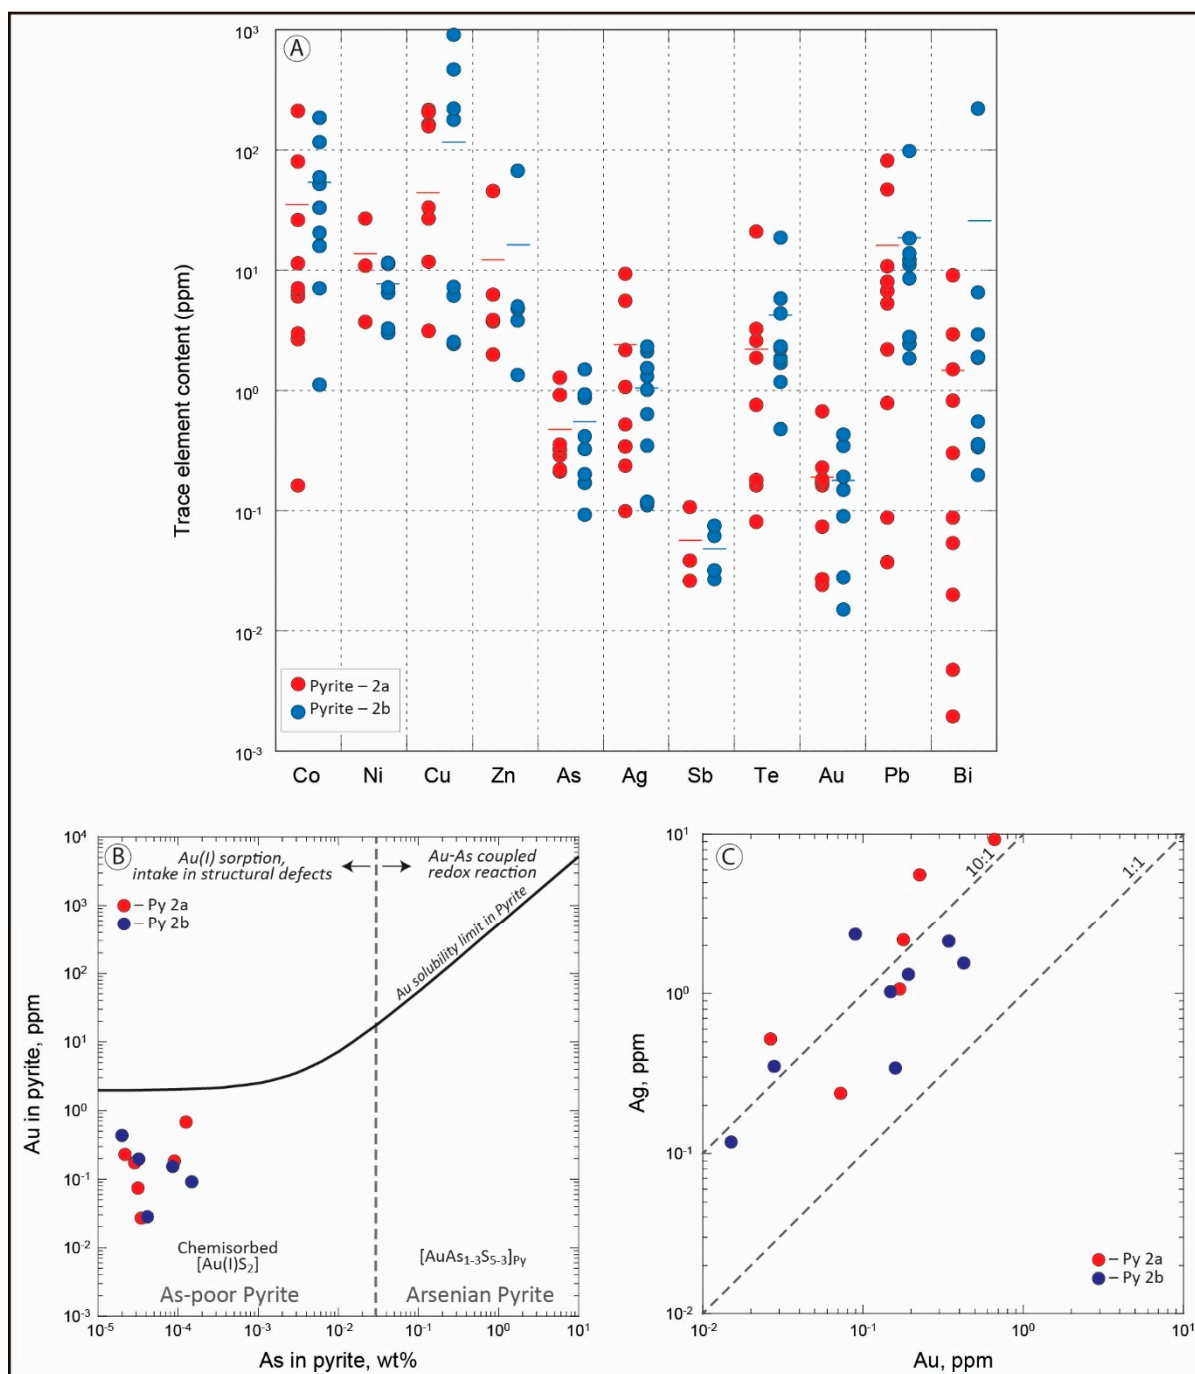 A
10³
10²
10¹
10⁰
10⁻¹
10⁻²
10⁻³
Trace element content (ppm)
Pyrite – 2a
Pyrite – 2b
Co Ni Cu Zn As Ag Sb Te Au Pb Bi
B
Au(I) sorption,
intake in structural defects
Au-As coupled
redox reaction
– Py 2a
– Py 2b
Au solubility limit in Pyrite
Chemisorbed
[Au(I)S₂]
[AuAs₁₋₃S₅₋₃]Py
As-poor Pyrite
Arsenian Pyrite
10⁴
10³
10²
10¹
10⁰
10⁻¹
10⁻²
10⁻³
Au in pyrite, ppm
10⁻⁵ 10⁻⁴ 10⁻³ 10⁻² 10⁻¹ 10⁰ 10¹
As in pyrite, wt%
C
10:1
1:1
10¹
10⁰
10⁻¹
10⁻²
Ag, ppm
– Py 2a
– Py 2b
10⁻² 10⁻¹ 10⁰ 10¹
Au, ppm